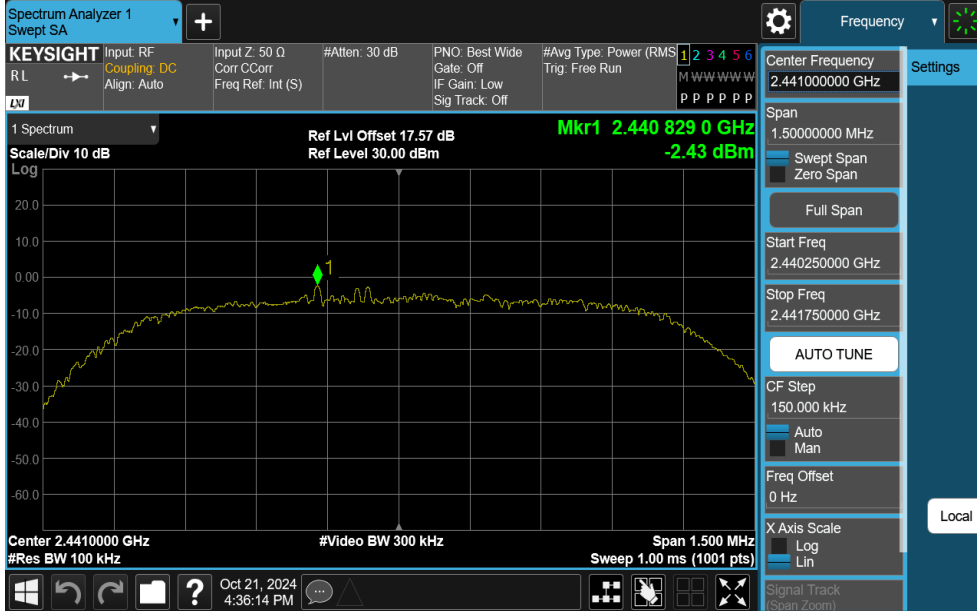 Spectrum Analyzer 1
Swept SA
+
Frequency
KEYSIGHT
R L
LXI
Input: RF
Coupling: DC
Align: Auto
Input Z: 50 Ω
Corr CCorr
Freq Ref: Int (S)
#Atten: 30 dB
PNO: Best Wide
Gate: Off
IF Gain: Low
Sig Track: Off
#Avg Type: Power (RMS
Trig: Free Run
1 2 3 4 5 6
M W W W W W
P P P P P P
1 Spectrum
Scale/Div 10 dB
Log
Ref Lvl Offset 17.57 dB
Ref Level 30.00 dBm
Mkr1 2.440 829 0 GHz
-2.43 dBm
1
20.0
10.0
0.00
-10.0
-20.0
-30.0
-40.0
-50.0
-60.0
Center 2.4410000 GHz
#Res BW 100 kHz
#Video BW 300 kHz
Span 1.500 MHz
Sweep 1.00 ms (1001 pts)
Center Frequency
2.441000000 GHz
Span
1.50000000 MHz
Swept Span
Zero Span
Full Span
Start Freq
2.440250000 GHz
Stop Freq
2.441750000 GHz
AUTO TUNE
CF Step
150.000 kHz
Auto
Man
Freq Offset
0 Hz
X Axis Scale
Log
Lin
Signal Track
(Span Zoom)
Settings
Local
?
Oct 21, 2024
4:36:14 PM